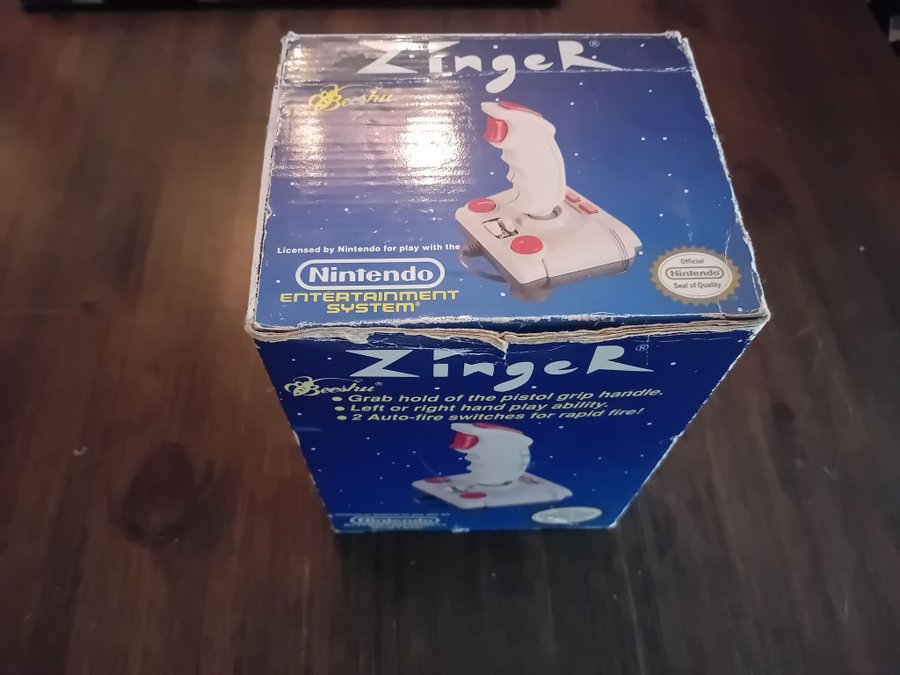 ZingeR®
Beeshu
Licensed by Nintendo for play with the
Nintendo®
ENTERTAINMENT
SYSTEM®
Official
Nintendo®
Seal of Quality
ZingeR®
Beeshu®
• Grab hold of the pistol grip handle.
• Left or right hand play ability.
• 2 Auto-fire switches for rapid fire!
Nintendo